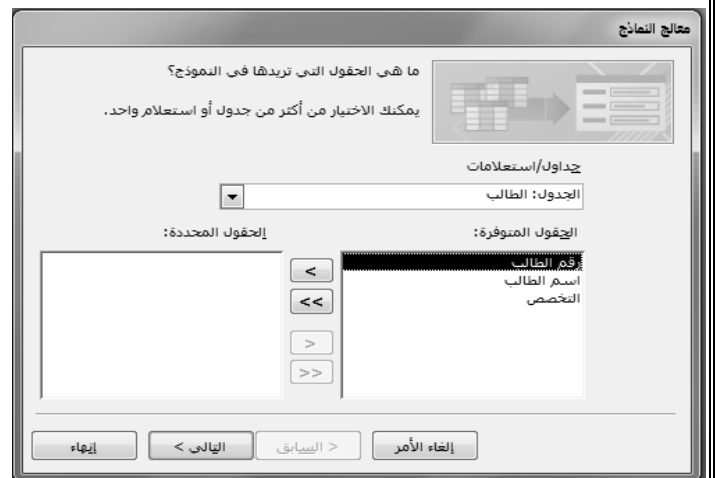 معالج النماذج
ما هي الحقول التي تريدها في النموذج؟
يمكنك الاختيار من أكثر من جدول أو استعلام واحد.
جداول/استعلامات
الجدول: الطالب
الحقول المتوفرة:
الحقول المحددة:
رقم الطالب
اسم الطالب
التخصص
>
>>
<
<<
إلغاء الأمر
< السابق
التالي >
إنهاء